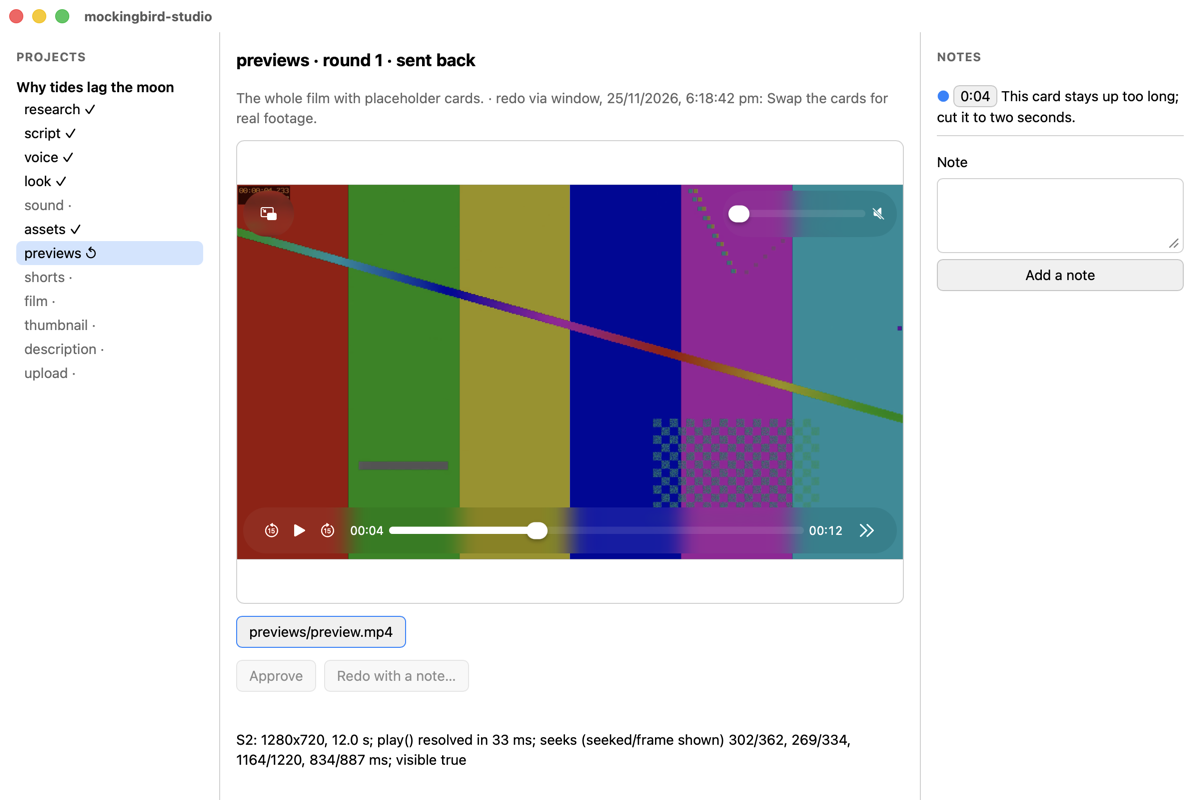 mockingbird-studio
PROJECTS
Why tides lag the moon
research ✓
script ✓
voice ✓
look ✓
sound ·
assets ✓
previews ↺
shorts ·
film ·
thumbnail ·
description ·
upload ·
previews · round 1 · sent back
The whole film with placeholder cards. · redo via window, 25/11/2026, 6:18:42 pm: Swap the cards for
real footage.
15
15
00:04
00:12
previews/preview.mp4
Approve
Redo with a note...
S2: 1280x720, 12.0 s; play() resolved in 33 ms; seeks (seeked/frame shown) 302/362, 269/334,
1164/1220, 834/887 ms; visible true
NOTES
0:04 This card stays up too long;
cut it to two seconds.
Note
Add a note